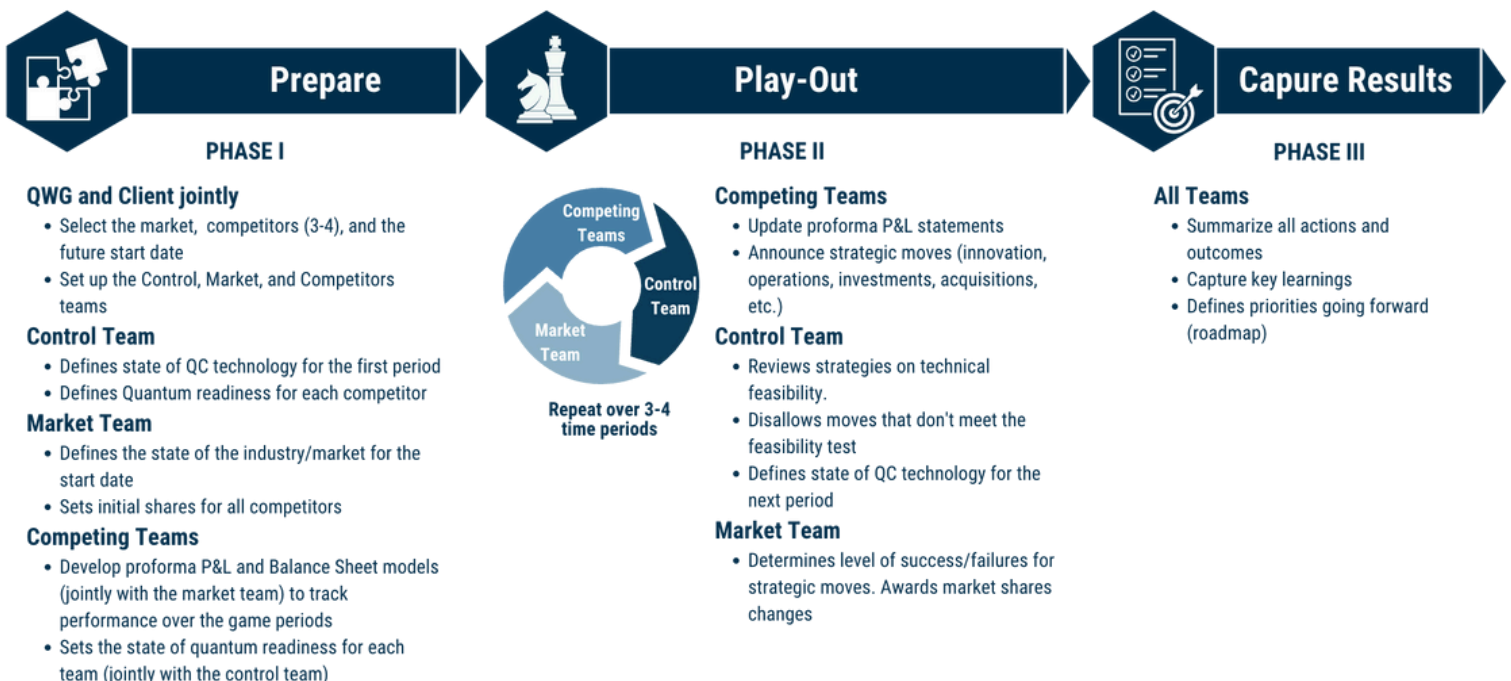 Prepare
PHASE I
QWG and Client jointly
• Select the market, competitors (3-4), and the
future start date
• Set up the Control, Market, and Competitors
teams
Control Team
• Defines state of QC technology for the first period
• Defines Quantum readiness for each competitor
Market Team
• Defines the state of the industry/market for the
start date
• Sets initial shares for all competitors
Competing Teams
• Develop proforma P&L and Balance Sheet models
(jointly with the market team) to track
performance over the game periods
• Sets the state of quantum readiness for each
team (jointly with the control team)
Play-Out
PHASE II
Competing
Teams
Control
Team
Market
Team
Repeat over 3-4
time periods
Competing Teams
• Update proforma P&L statements
• Announce strategic moves (innovation,
operations, investments, acquisitions,
etc.)
Control Team
• Reviews strategies on technical
feasibility.
• Disallows moves that don't meet the
feasibility test
• Defines state of QC technology for the
next period
Market Team
• Determines level of success/failures for
strategic moves. Awards market shares
changes
Capure Results
PHASE III
All Teams
• Summarize all actions and
outcomes
• Capture key learnings
• Defines priorities going forward
(roadmap)